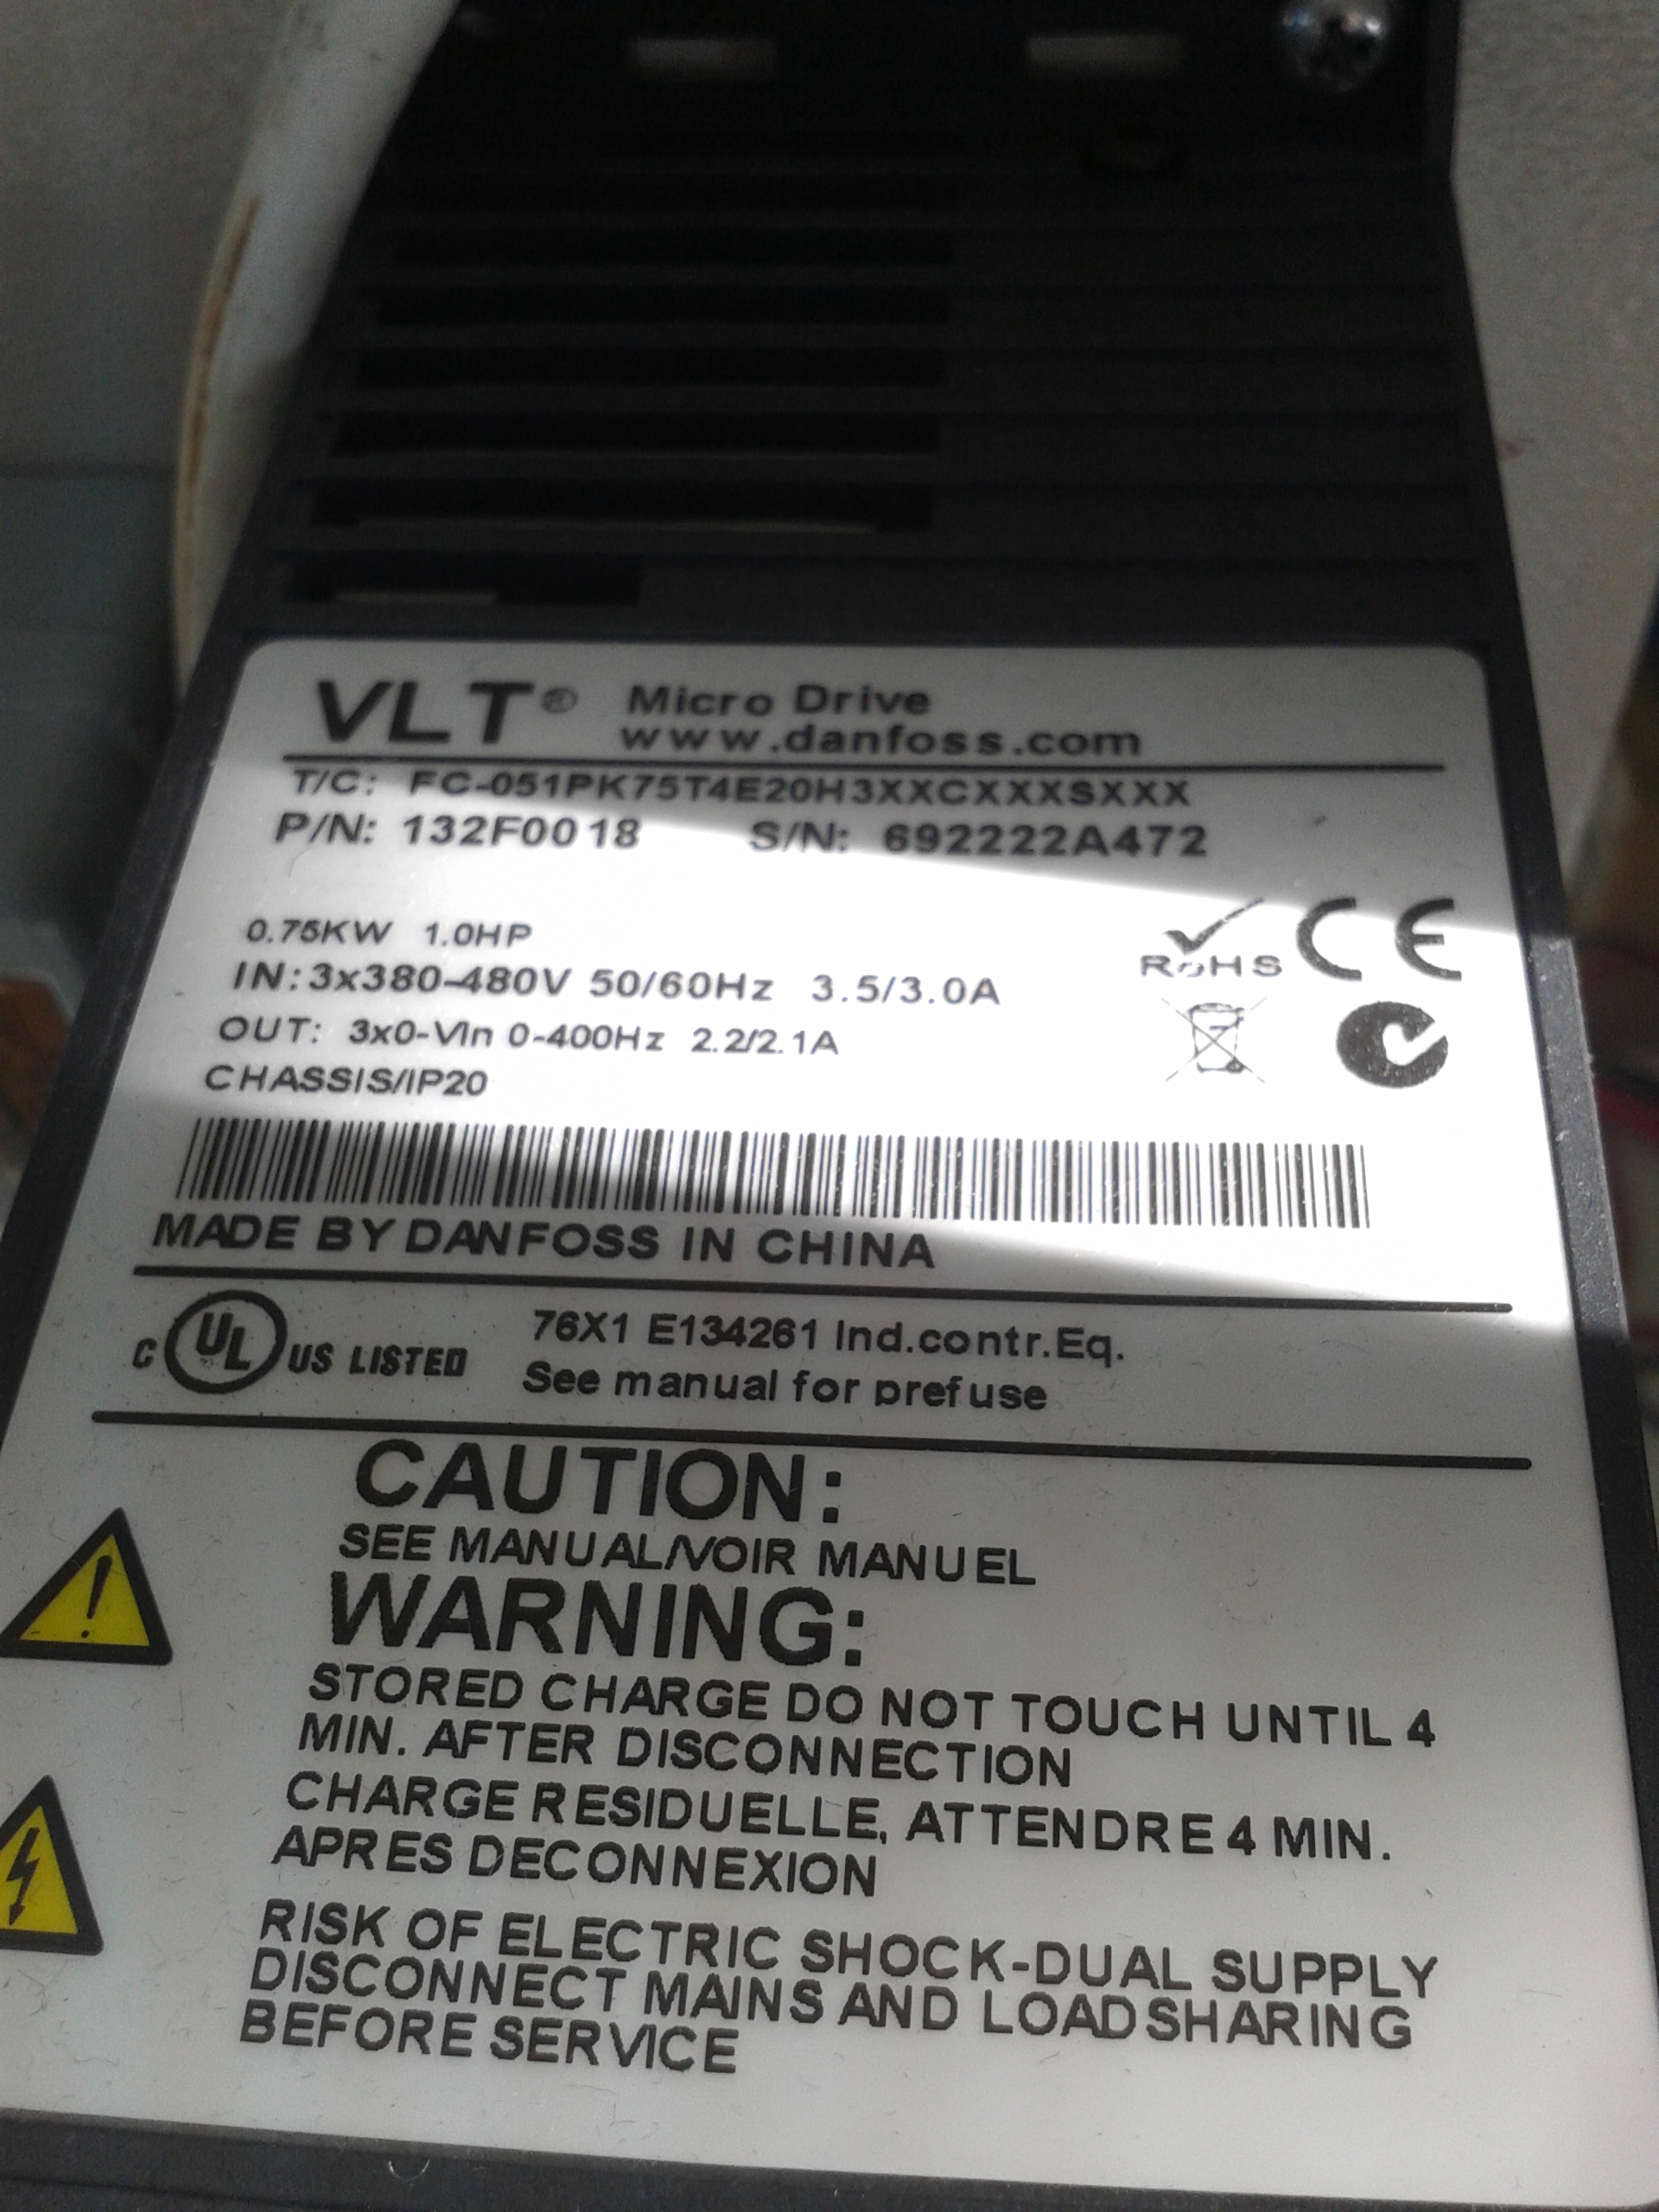 VLT® Micro Drive
www.danfoss.com
T/C: FC-051PK75T4E20H3XXCXXXSXXX
P/N: 132F0018 S/N: 692222A472
0.75KW 1.0HP
IN:3x380-480V 50/60Hz 3.5/3.0A
OUT: 3x0-VIn 0-400Hz 2.2/2.1A
CHASSIS/IP20
RoHS CE
MADE BY DANFOSS IN CHINA
C UL US LISTED
76X1 E134261 Ind.contr.Eq.
See manual for prefuse
CAUTION:
SEE MANUAL/VOIR MANUEL
WARNING:
STORED CHARGE DO NOT TOUCH UNTIL 4
MIN. AFTER DISCONNECTION
CHARGE RESIDUELLE, ATTENDRE 4 MIN.
APRES DECONNEXION
RISK OF ELECTRIC SHOCK-DUAL SUPPLY
DISCONNECT MAINS AND LOADSHARING
BEFORE SERVICE